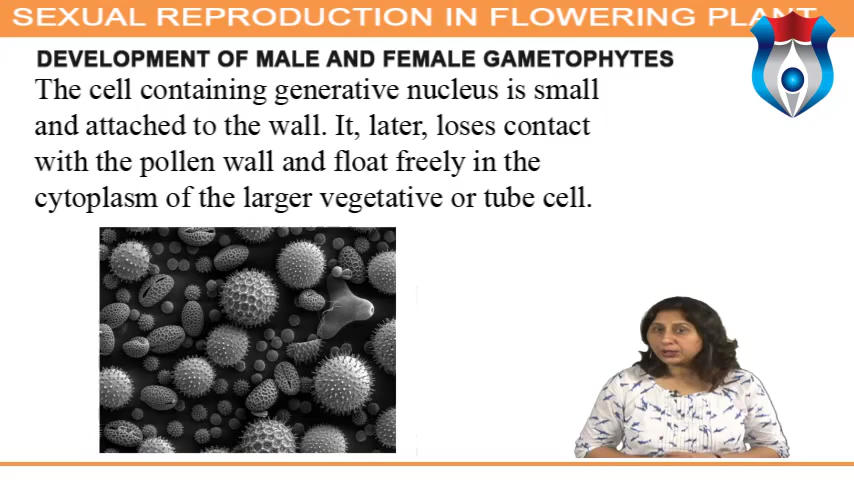 SEXUAL REPRODUCTION IN FLOWERING PLANT
DEVELOPMENT OF MALE AND FEMALE GAMETOPHYTES
The cell containing generative nucleus is small
and attached to the wall. It, later, loses contact
with the pollen wall and float freely in the
cytoplasm of the larger vegetative or tube cell.